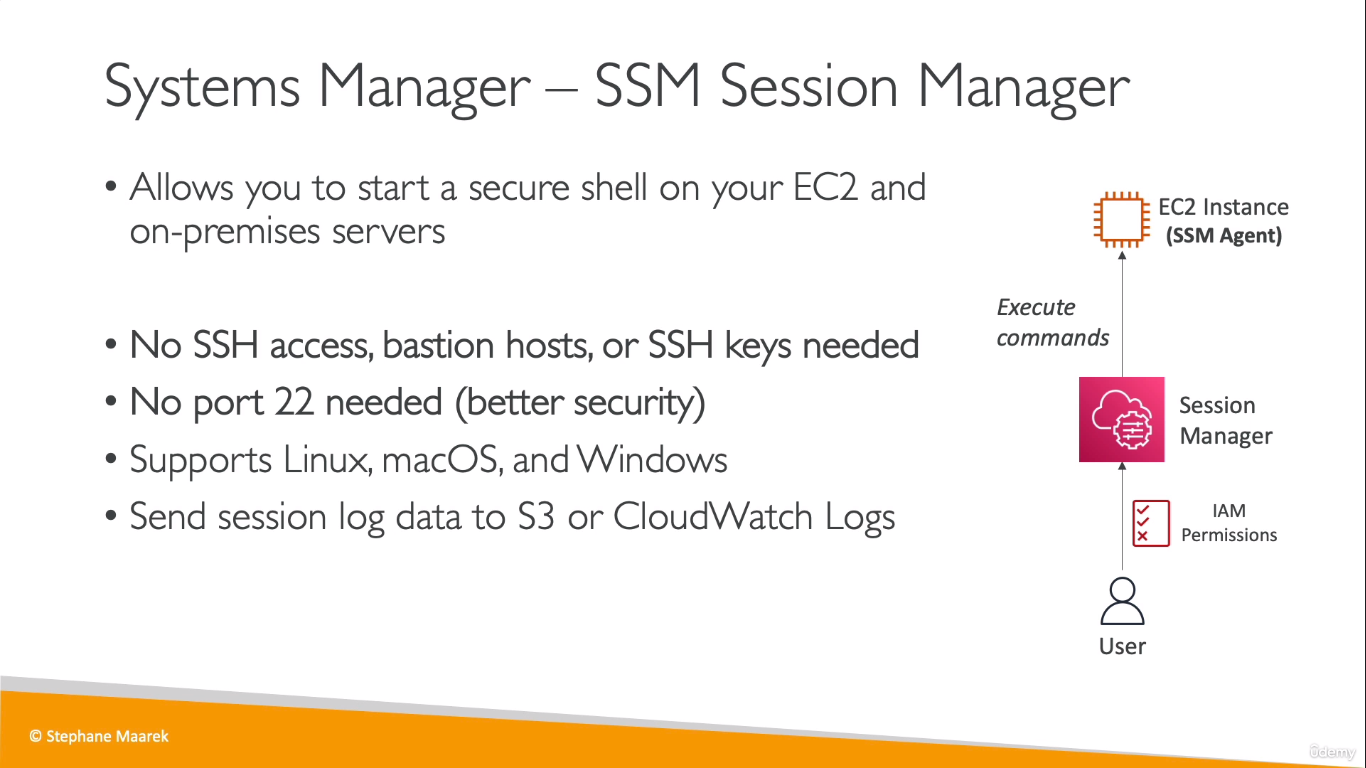 Systems Manager – SSM Session Manager
• Allows you to start a secure shell on your EC2 and
on-premises servers
• No SSH access, bastion hosts, or SSH keys needed
• No port 22 needed (better security)
• Supports Linux, macOS, and Windows
• Send session log data to S3 or CloudWatch Logs
EC2 Instance
(SSM Agent)
Execute
commands
Session
Manager
IAM
Permissions
User
© Stephane Maarek
ûdemy